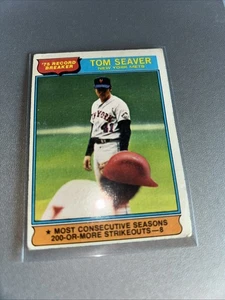 '75 RECORD
BREAKER
TOM SEAVER
NEW YORK METS
★ MOST CONSECUTIVE SEASONS
200-OR-MORE STRIKEOUTS—8